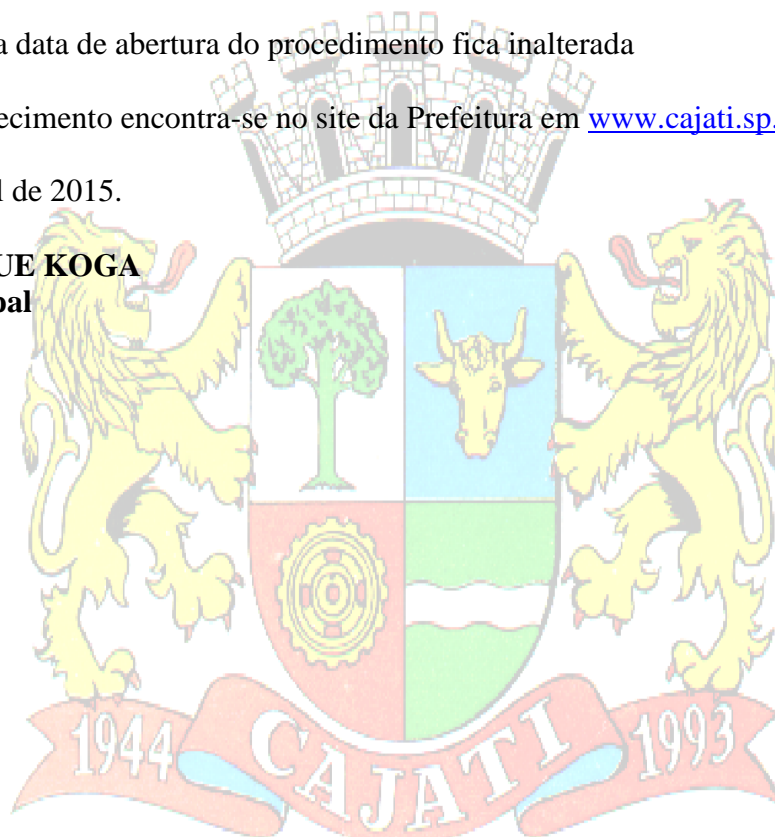 a data de abertura do procedimento fica inalterada
ecimento encontra-se no site da Prefeitura em www.cajati.sp.
l de 2015.
UE KOGA
pal
1944 CAJATI 1993